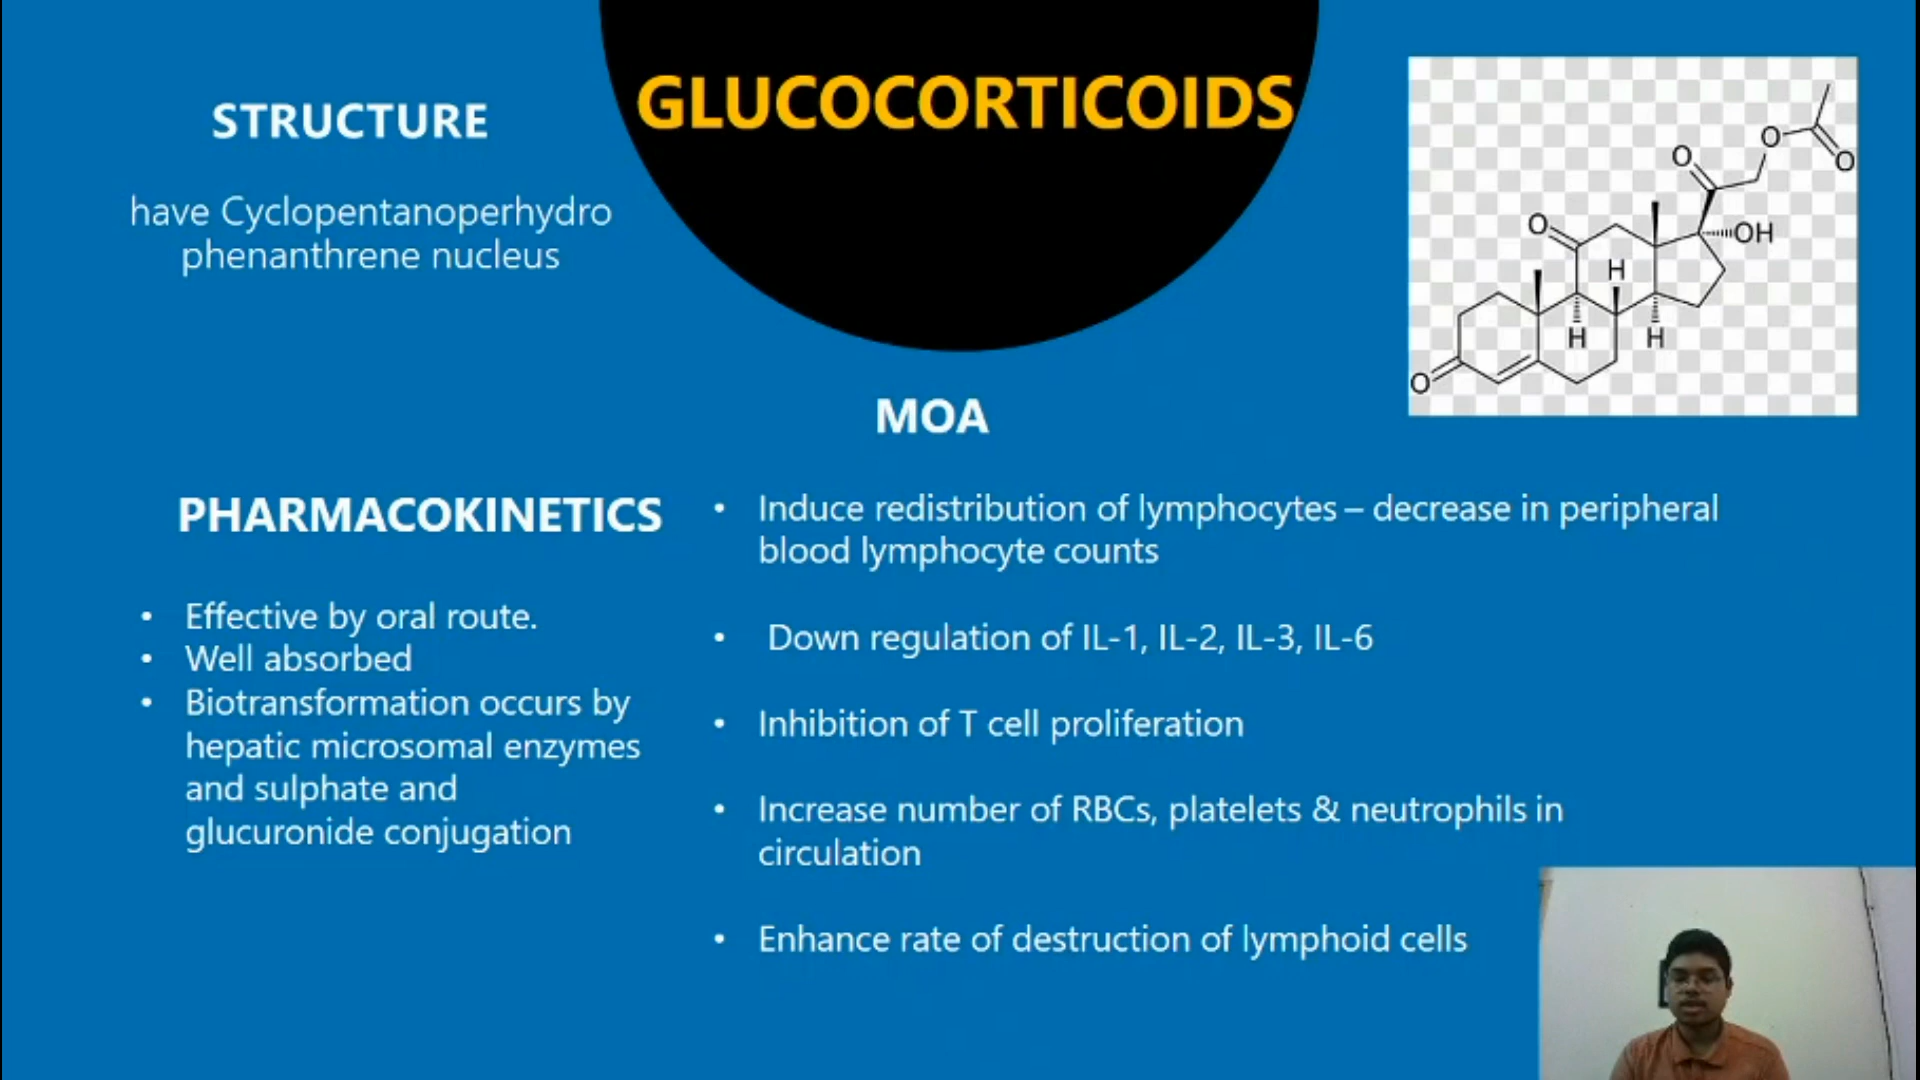 GLUCOCORTICOIDS
STRUCTURE
have Cyclopentanoperhydro
phenanthrene nucleus
O
O
O
O
O
OH
H
H
H
O
MOA
PHARMACOKINETICS
• Effective by oral route.
• Well absorbed
• Biotransformation occurs by
hepatic microsomal enzymes
and sulphate and
glucuronide conjugation
• Induce redistribution of lymphocytes – decrease in peripheral
blood lymphocyte counts
• Down regulation of IL-1, IL-2, IL-3, IL-6
• Inhibition of T cell proliferation
• Increase number of RBCs, platelets & neutrophils in
circulation
• Enhance rate of destruction of lymphoid cells